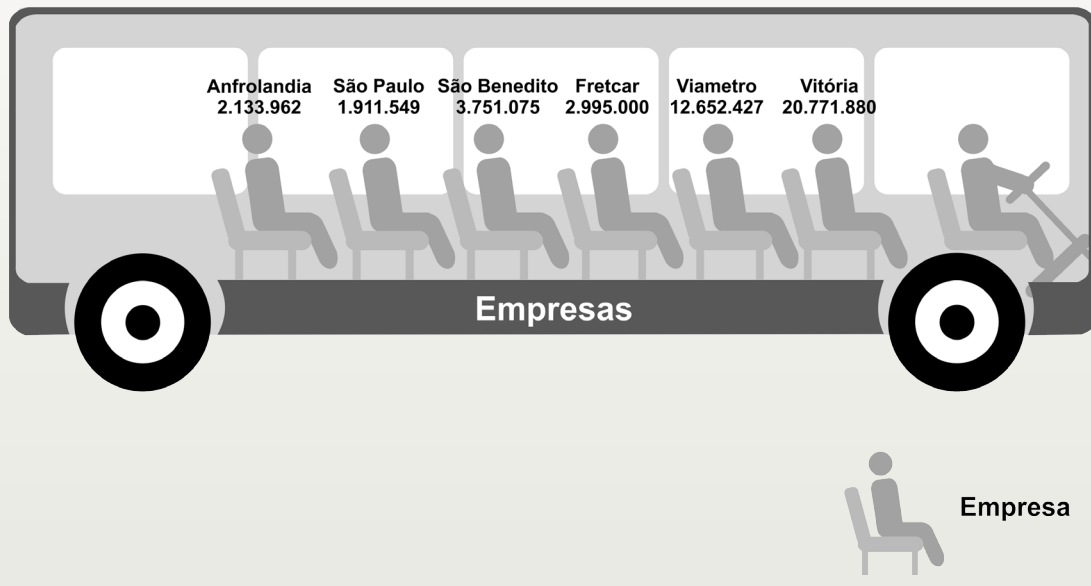 Anfrolandia
2.133.962
São Paulo
1.911.549
São Benedito
3.751.075
Fretcar
2.995.000
Viametro
12.652.427
Vitória
20.771.880
Empresas
Empresa